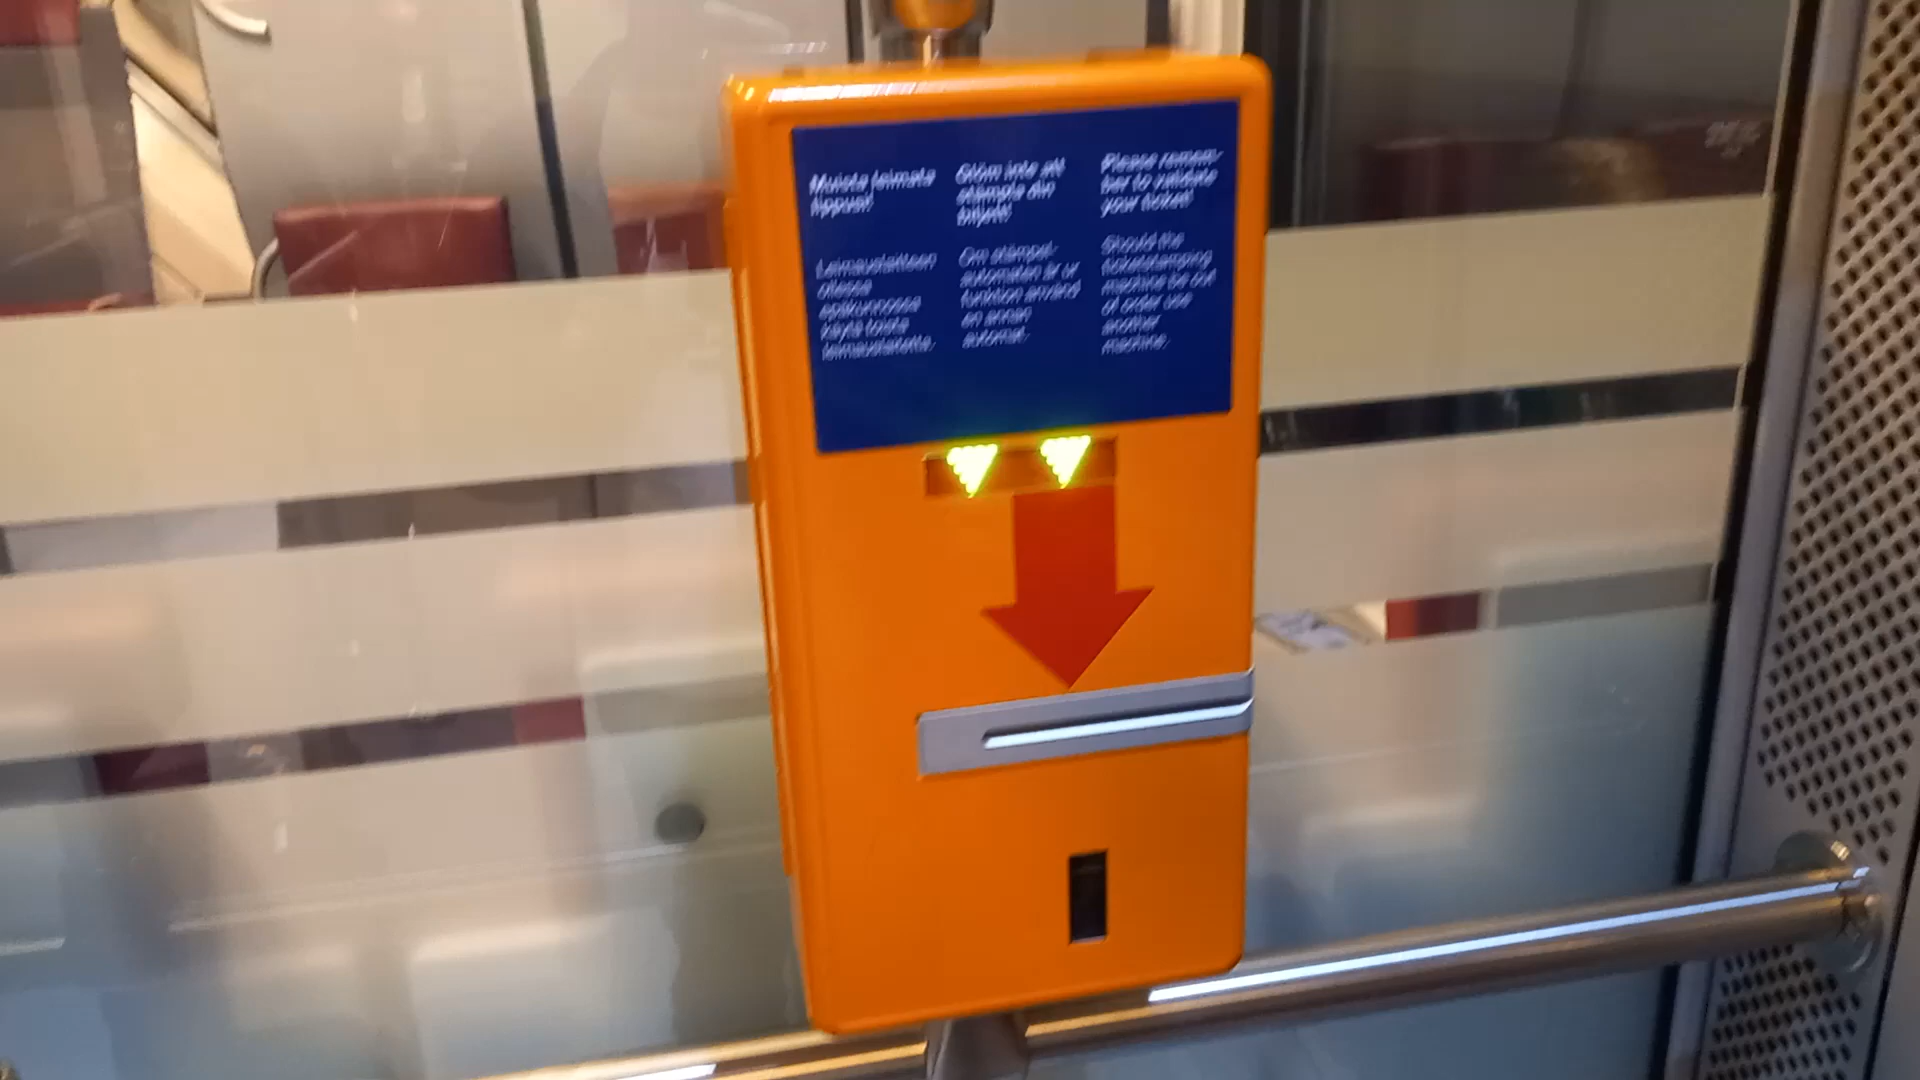 Muista leimata
lippusi!
Leimauslaitteen
ollessa
epäkunnossa
käytä toista
leimauslaitetta.
Glöm inte att
stämpla din
biljett!
Om stämpel-
automaten är ur
funktion använd
en annan
automat.
Please remem-
ber to validate
your ticket!
Should the
ticketstamping
machine be out
of order use
another
machine.